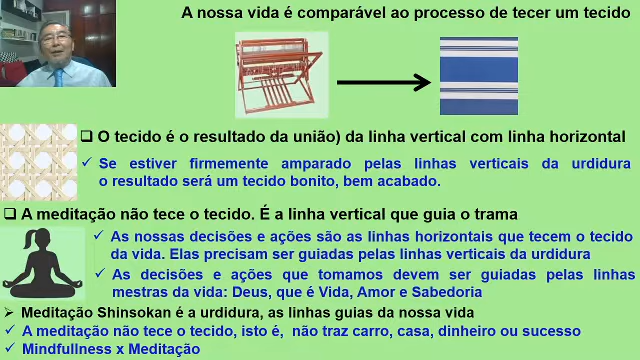 A nossa vida é comparável ao processo de tecer um tecido
❑ O tecido é o resultado da união) da linha vertical com linha horizontal
✓ Se estiver firmemente amparado pelas linhas verticais da urdidura
o resultado será um tecido bonito, bem acabado.
❑ A meditação não tece o tecido. É a linha vertical que guia o trama
✓ As nossas decisões e ações são as linhas horizontais que tecem o tecido
da vida. Elas precisam ser guiadas pelas linhas verticais da urdidura
✓ As decisões e ações que tomamos devem ser guiadas pelas linhas
mestras da vida: Deus, que é Vida, Amor e Sabedoria
➢ Meditação Shinsokan é a urdidura, as linhas guias da nossa vida
✓ A meditação não tece o tecido, isto é, não traz carro, casa, dinheiro ou sucesso
✓ Mindfullness x Meditação